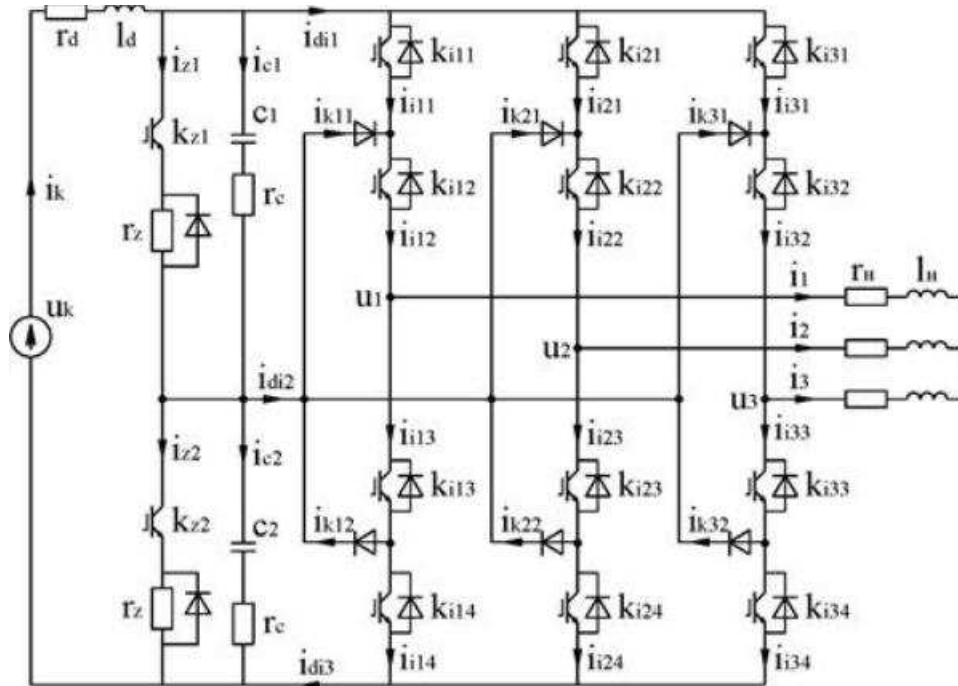 rd ld iz1 ic1 idi1 ki11 ki21 ki31
ii11 ii21 ii31
kz1 c1 ik11 ik21 ik31
ik rz rc ki12 ki22 ki32
ii12 ii22 ii32
i1 rн lн
uk u1
u2 i2
idi2 u3 i3
iz2 ic2 ii13 ii23 ii33
ki13 ki23 ki33
kz2 c2 ik12 ik22 ik32
rz rc ki14 ki24 ki34
idi3 ii14 ii24 ii34